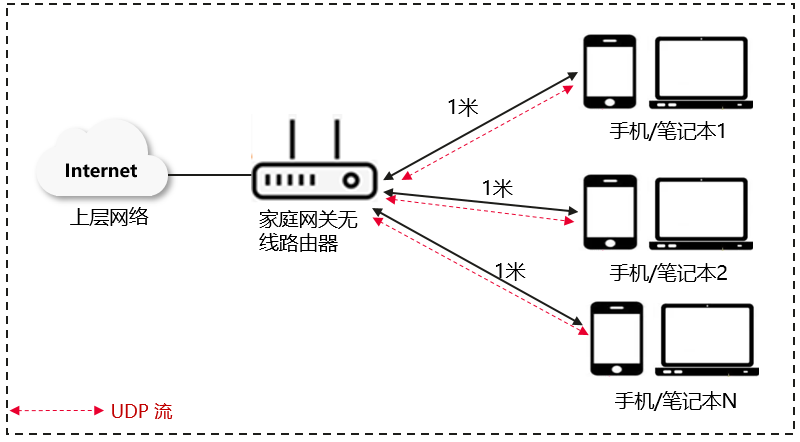 1米
手机/笔记本1
Internet
上层网络
家庭网关无
线路由器
1米
手机/笔记本2
1米
手机/笔记本N
UDP 流